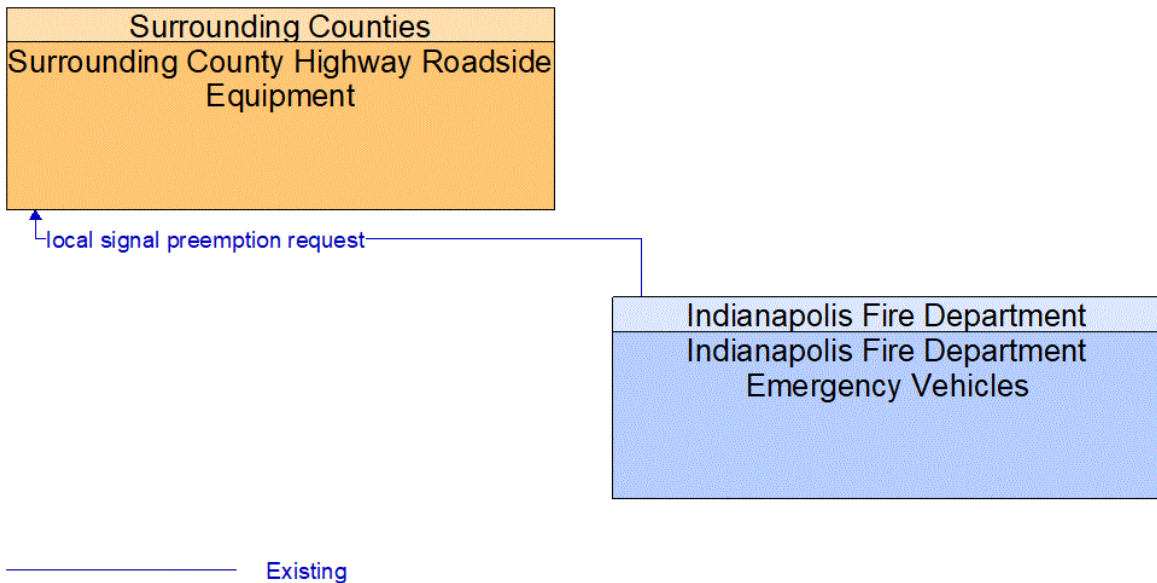 Surrounding Counties
Surrounding County Highway Roadside
Equipment
local signal preemption request
Indianapolis Fire Department
Indianapolis Fire Department
Emergency Vehicles
Existing